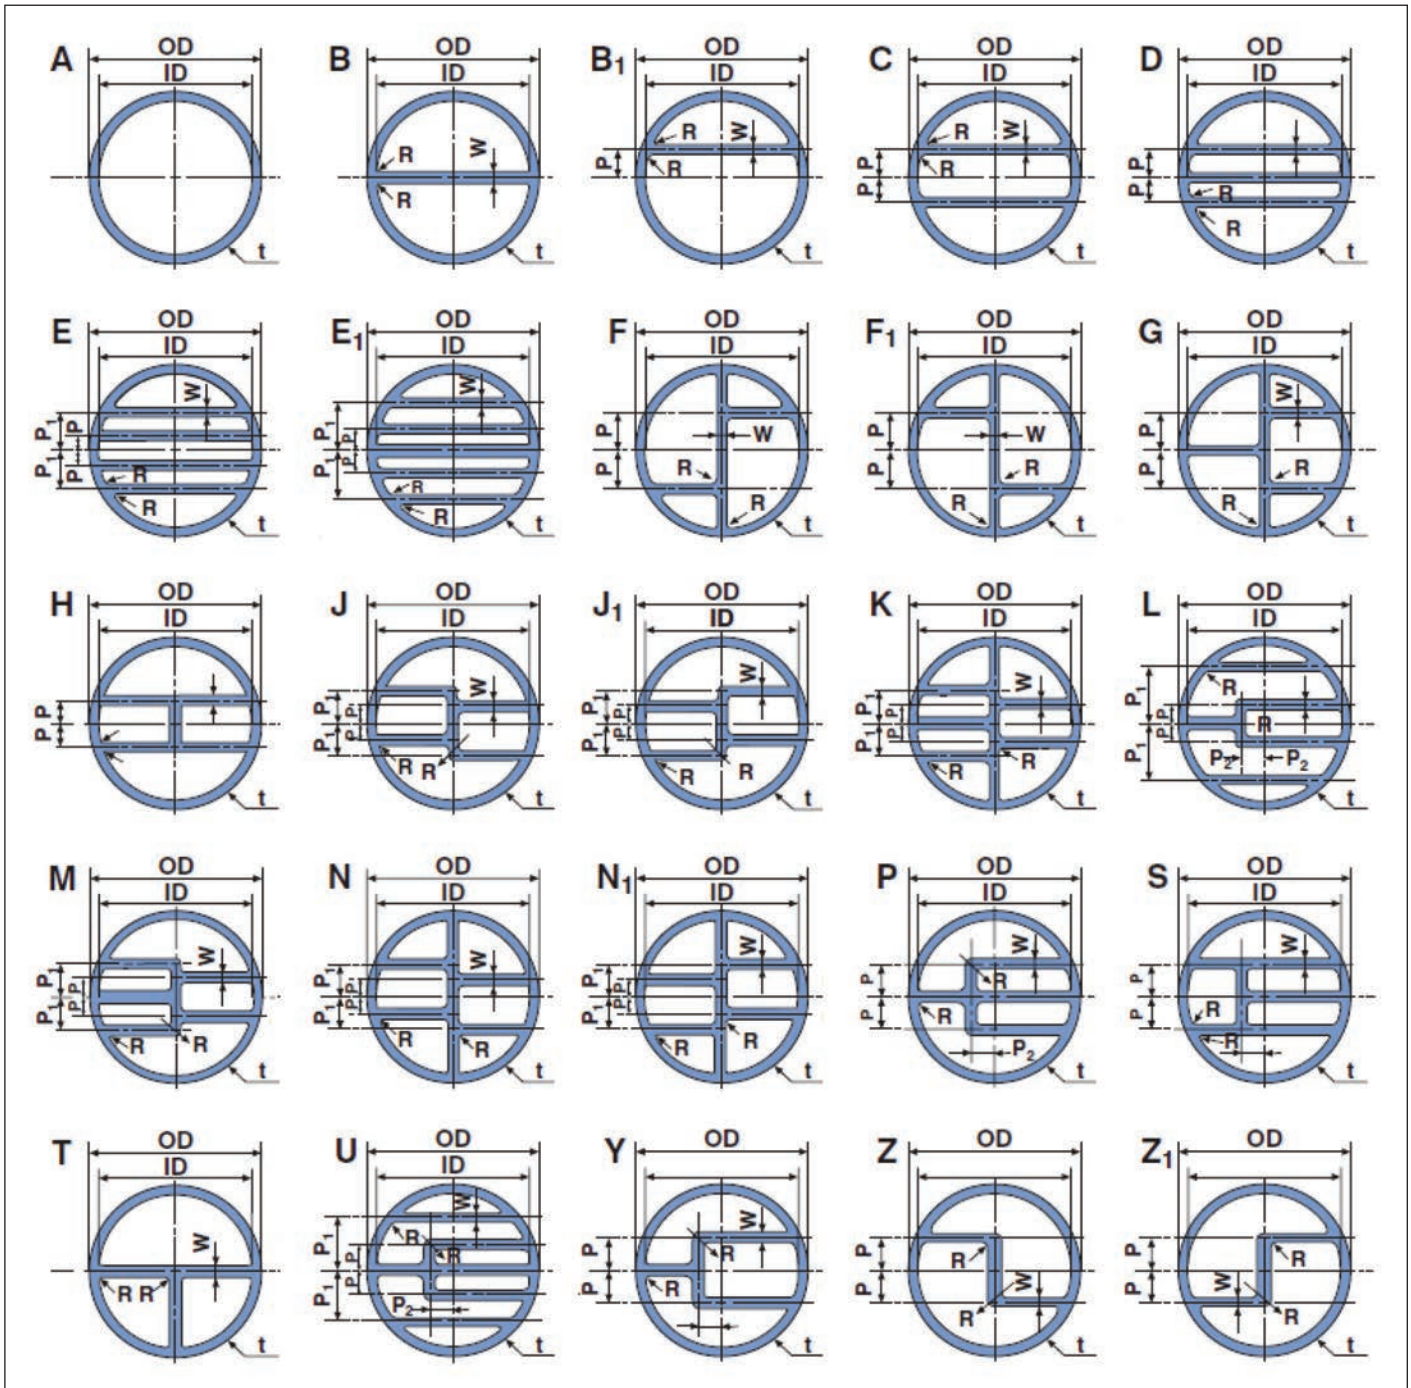 A OD ID t
B OD ID R W R t
B1 OD ID R W P R t
C OD ID R W P R P t
D OD ID P P R R t
E OD ID W P1 P P1 P R R t
E1 OD ID W P1 P P1 P R R t
F OD ID P W P R R t
F1 OD ID P W P R R t
G OD ID W P P R R t
H OD ID P P t
J OD ID P1 P W P1 P R R t
J1 OD ID W P1 P P1 P R R t
K OD ID W P1 P P1 P R R t
L OD ID R P1 P R P1 P P2 P2 t
M OD ID W P1 P P1 P R R t
N OD ID W P1 P P1 P R R t
N1 OD ID W P1 P P1 P R R t
P OD ID W P R R P P2 t
S OD ID W P R P R t
T OD ID W R R t
U OD ID W P1 R R P P P1 P2 t
Y OD W P R P R t
Z OD P R W P R t
Z1 OD P R W P R t